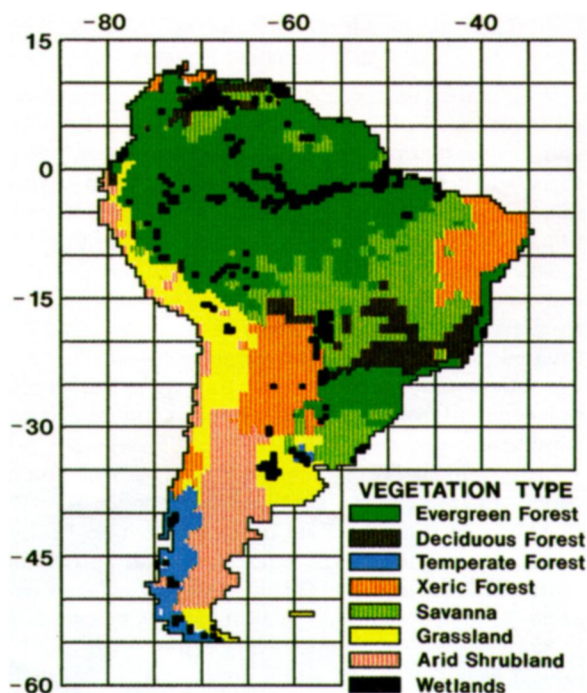 -80 -60 -40
15
0
-15
-30
-45
-60
VEGETATION TYPE
Evergreen Forest
Deciduous Forest
Temperate Forest
Xeric Forest
Savanna
Grassland
Arid Shrubland
Wetlands